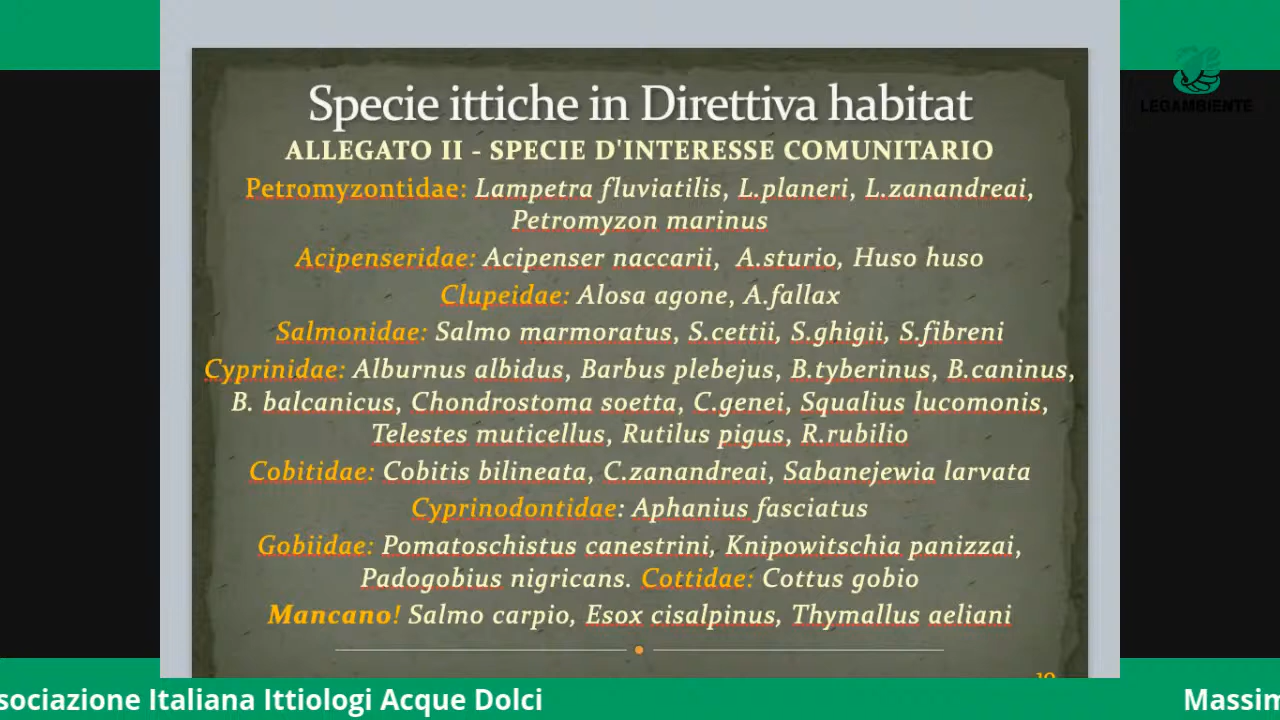 Specie ittiche in Direttiva habitat
ALLEGATO II - SPECIE D'INTERESSE COMUNITARIO
Petromyzontidae: Lampetra fluviatilis, L.planeri, L.zanandreai,
Petromyzon marinus
Acipenseridae: Acipenser naccarii, A.sturio, Huso huso
Clupeidae: Alosa agone, A.fallax
Salmonidae: Salmo marmoratus, S.cettii, S.ghigii, S.fibreni
Cyprinidae: Alburnus albidus, Barbus plebejus, B.tyberinus, B.caninus,
B. balcanicus, Chondrostoma soetta, C.genei, Squalius lucomonis,
Telestes muticellus, Rutilus pigus, R.rubilio
Cobitidae: Cobitis bilineata, C.zanandreai, Sabanejewia larvata
Cyprinodontidae: Aphanius fasciatus
Gobiidae: Pomatoschistus canestrini, Knipowitschia panizzai,
Padogobius nigricans. Cottidae: Cottus gobio
Mancano! Salmo carpio, Esox cisalpinus, Thymallus aeliani
LEGAMBIENTE
sociazione Italiana Ittiologi Acque Dolci
Massim